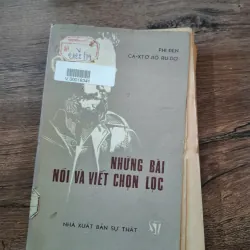 PHI-ĐEN
CA-XTƠ-RÔ RU-DƠ
NHỮNG BÀI
NÓI VÀ VIẾT CHỌN LỌC
NHÀ XUẤT BẢN SỰ THẬT